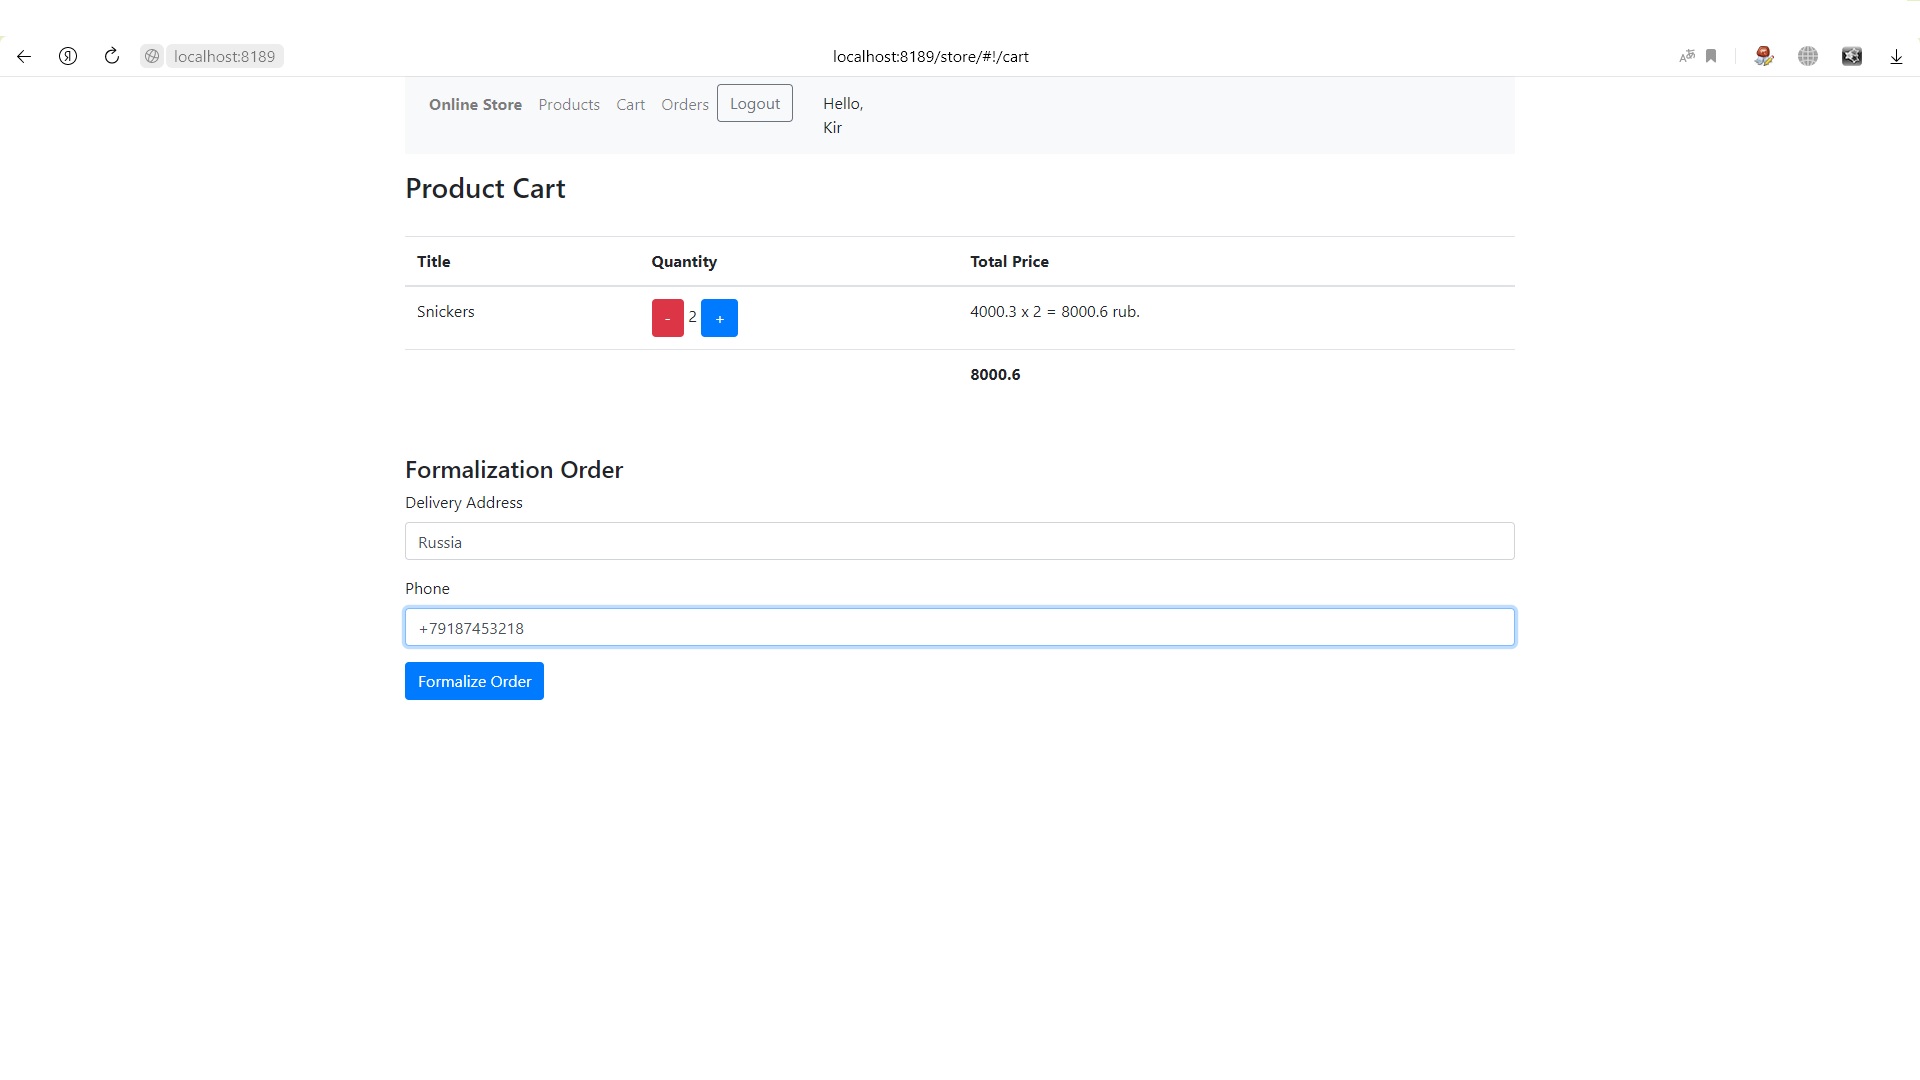 localhost:8189
localhost:8189/store/#!/cart
Online Store Products Cart Orders Logout Hello,
Kir
Product Cart
Title Quantity Total Price
Snickers - 2 + 4000.3 x 2 = 8000.6 rub.
8000.6
Formalization Order
Delivery Address
Russia
Phone
+79187453218
Formalize Order